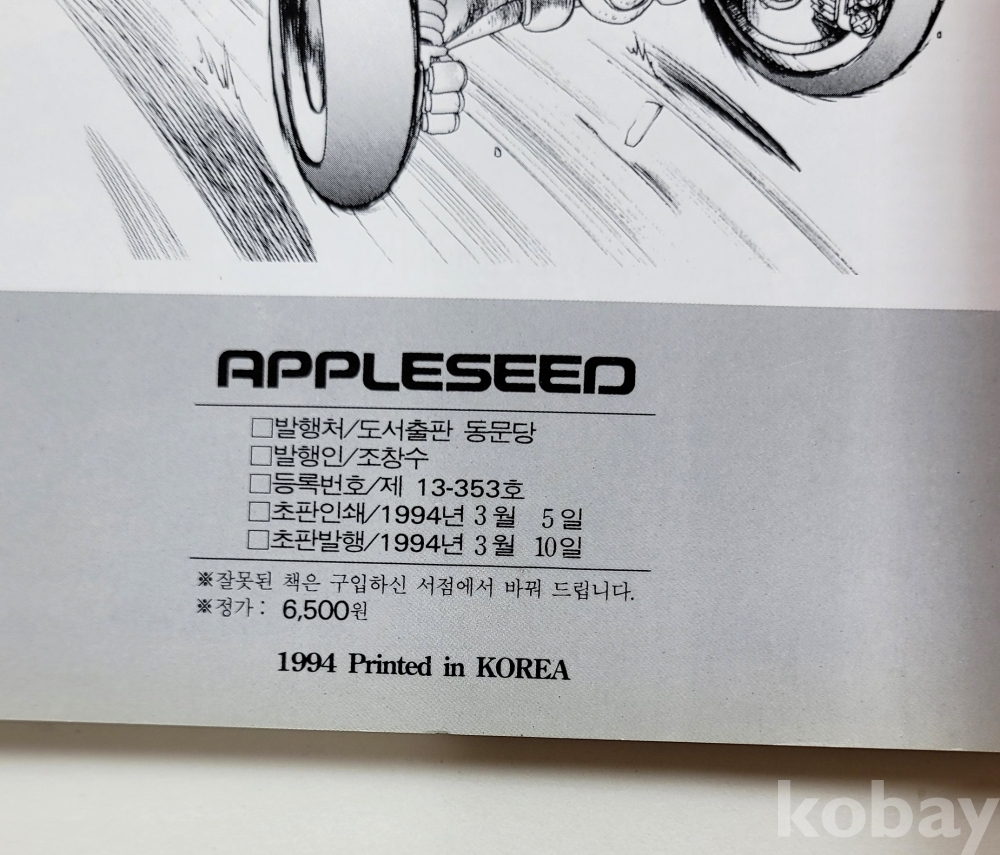 APPLESEED
□발행처/도서출판 동문당
□발행인/조창수
□등록번호/제 13-353호
□초판인쇄/1994년 3월 5일
□초판발행/1994년 3월 10일
※잘못된 책은 구입하신 서점에서 바꿔 드립니다.
※정가: 6,500원
1994 Printed in KOREA
kobay